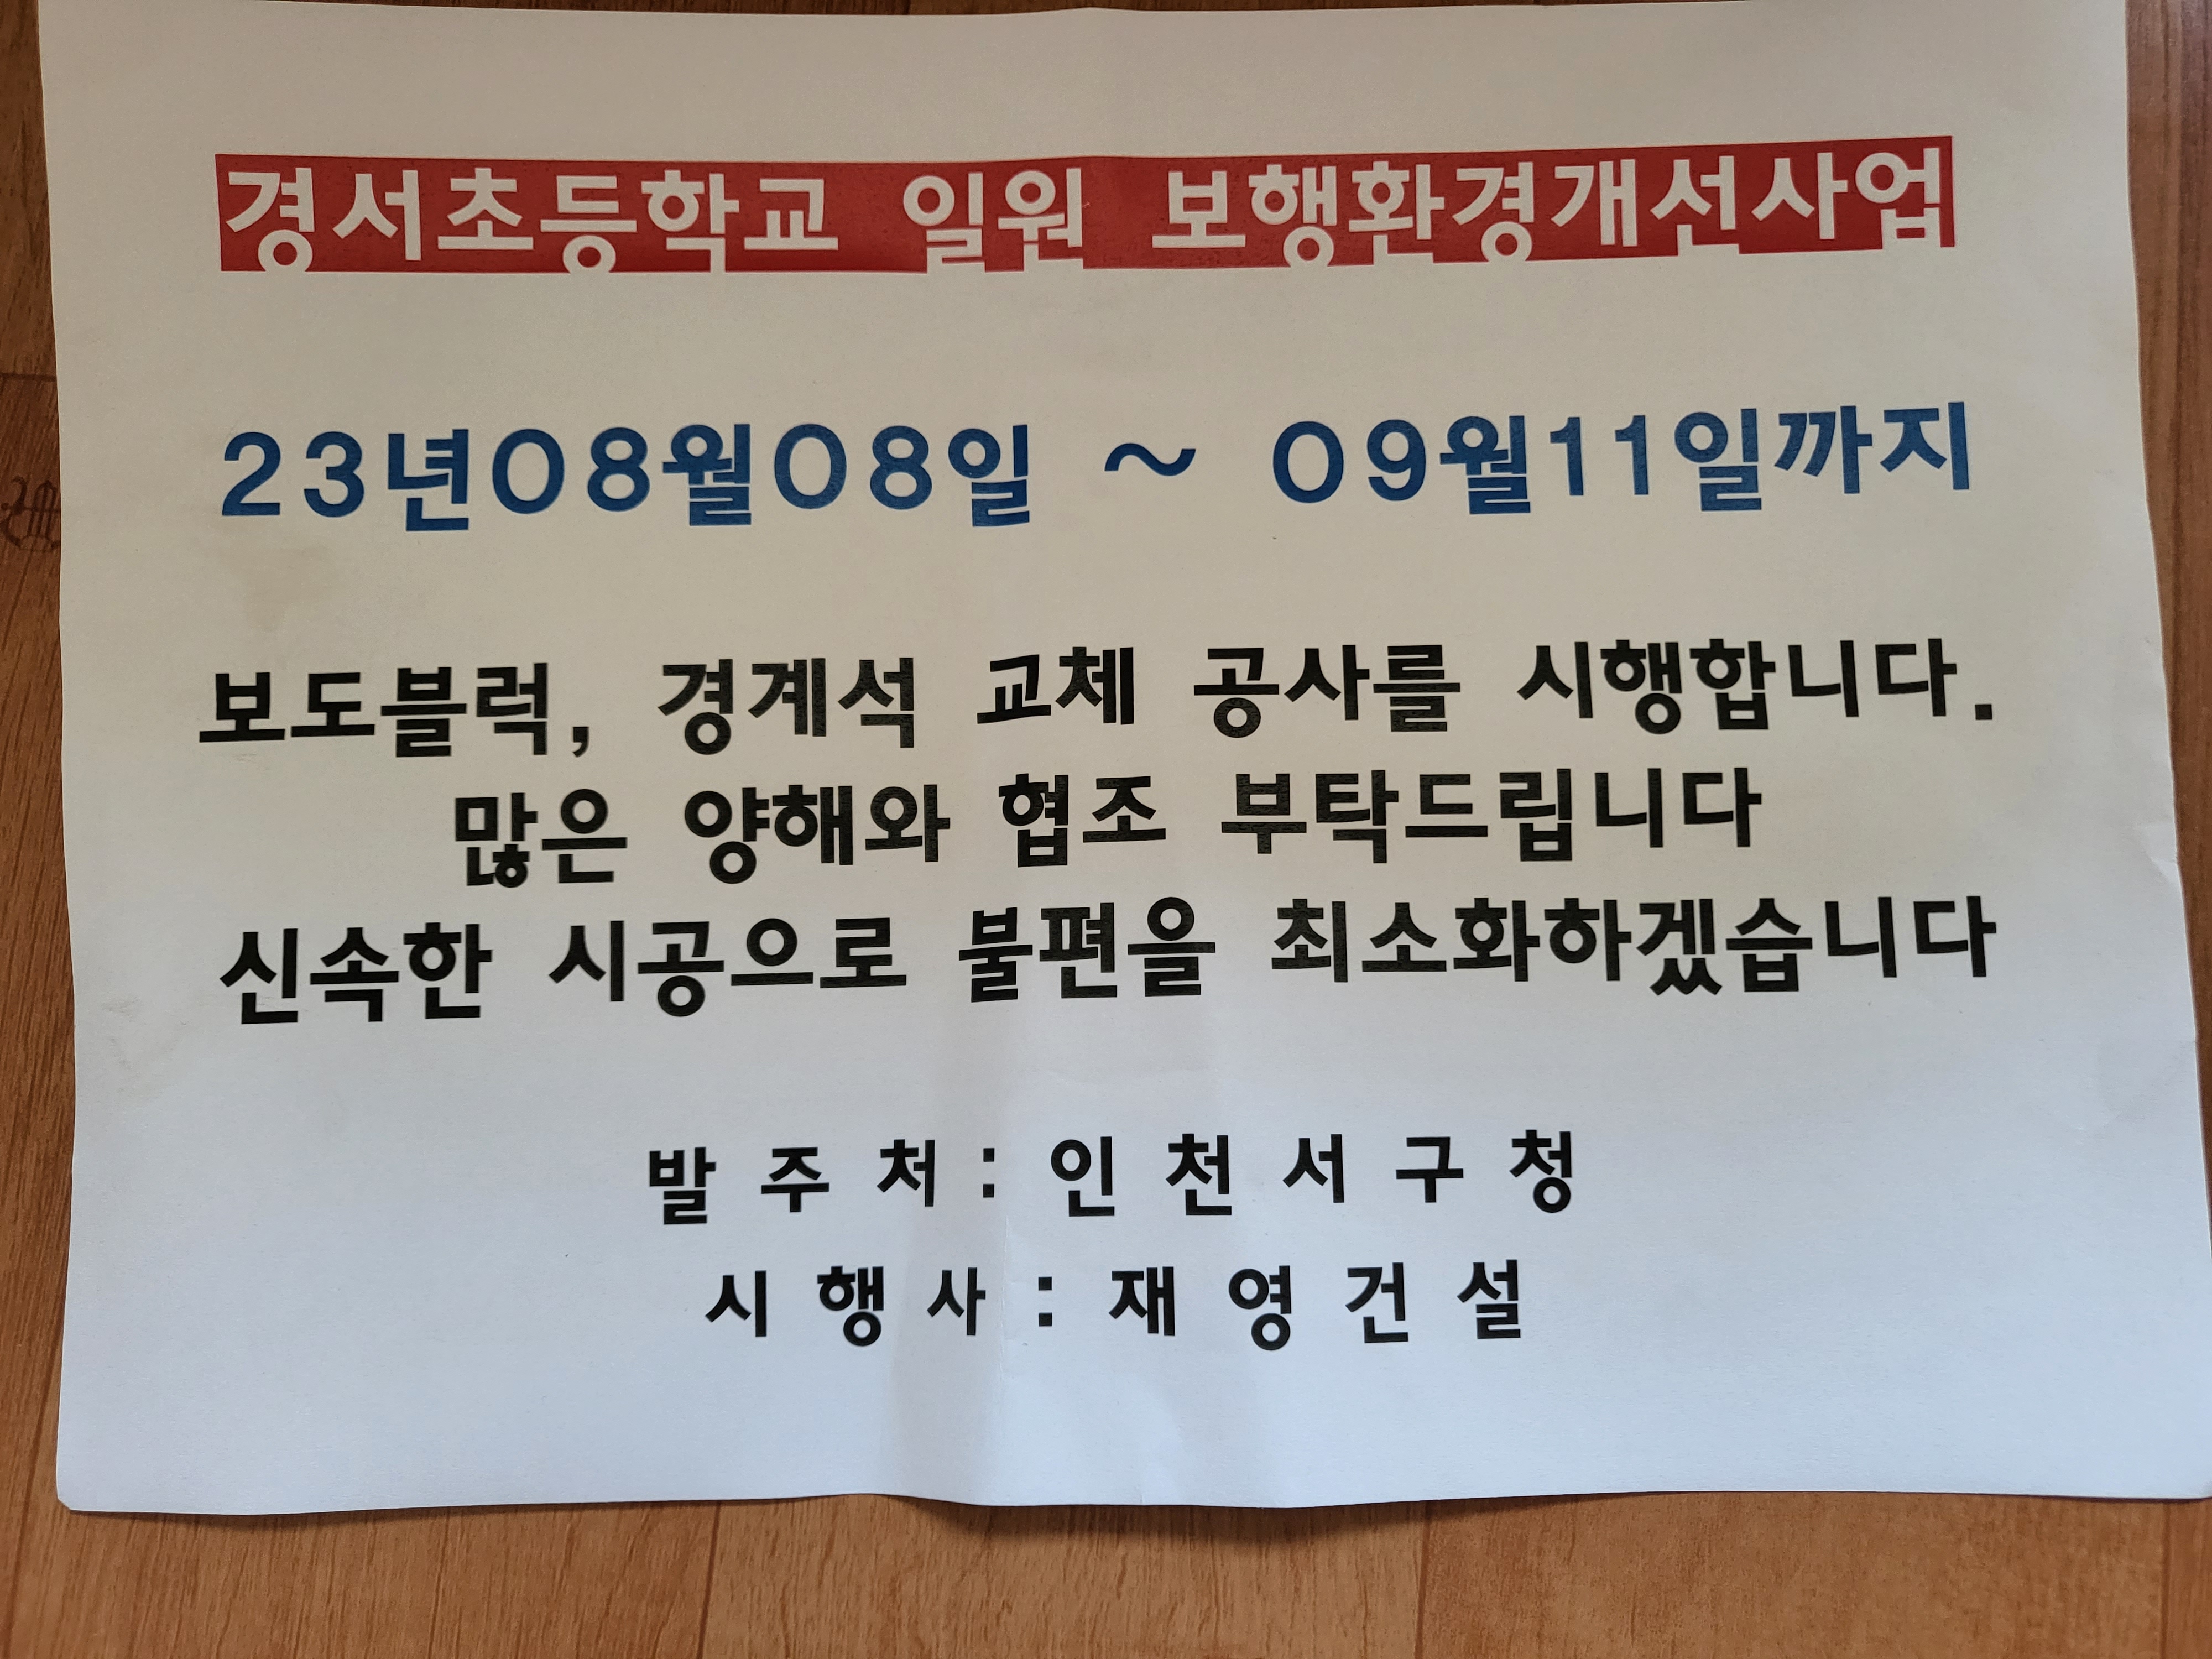 경서초등학교 일원 보행환경개선사업
23년08월08일 ~ 09월11일까지
보도블럭, 경계석 교체 공사를 시행합니다.
많은 양해와 협조 부탁드립니다
신속한 시공으로 불편을 최소화하겠습니다
발 주 처 : 인 천 서 구 청
시 행 사 : 재 영 건 설